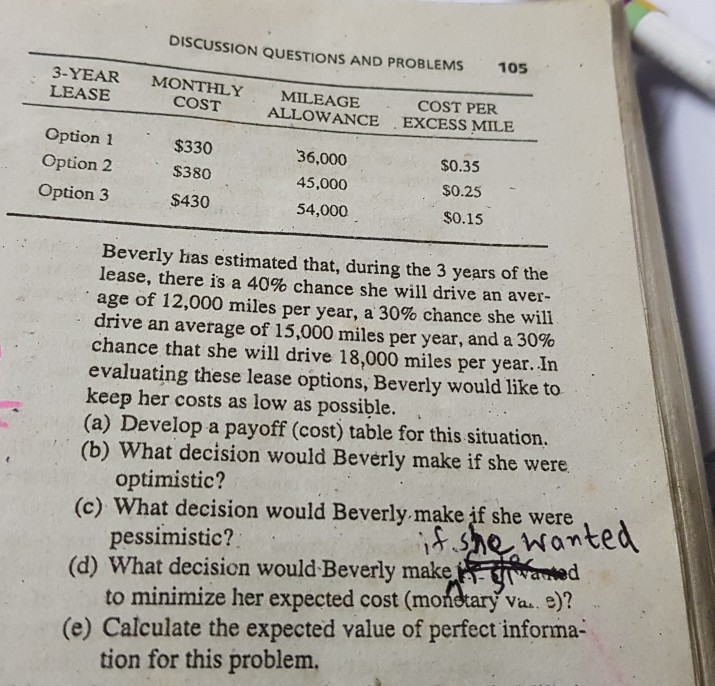 DISCUSSION QUESTIONS AND PROBLEMS 105
3-YEAR LEASE MONTHLY COST MILEAGE ALLOWANCE COST PER EXCESS MILE
Option 1 $330 36,000 $0.35
Option 2 $380 45,000 $0.25
Option 3 $430 54,000 $0.15
Beverly has estimated that, during the 3 years of the
lease, there is a 40% chance she will drive an aver-
age of 12,000 miles per year, a 30% chance she will
drive an average of 15,000 miles per year, and a 30%
chance that she will drive 18,000 miles per year. In
evaluating these lease options, Beverly would like to
keep her costs as low as possible.
(a) Develop a payoff (cost) table for this situation.
(b) What decision would Beverly make if she were
optimistic?
(c) What decision would Beverly make if she were
pessimistic?
if she wanted
(d) What decision would Beverly make
to minimize her expected cost (monetary
(e) Calculate the expected value of perfect informa-
tion for this problem.